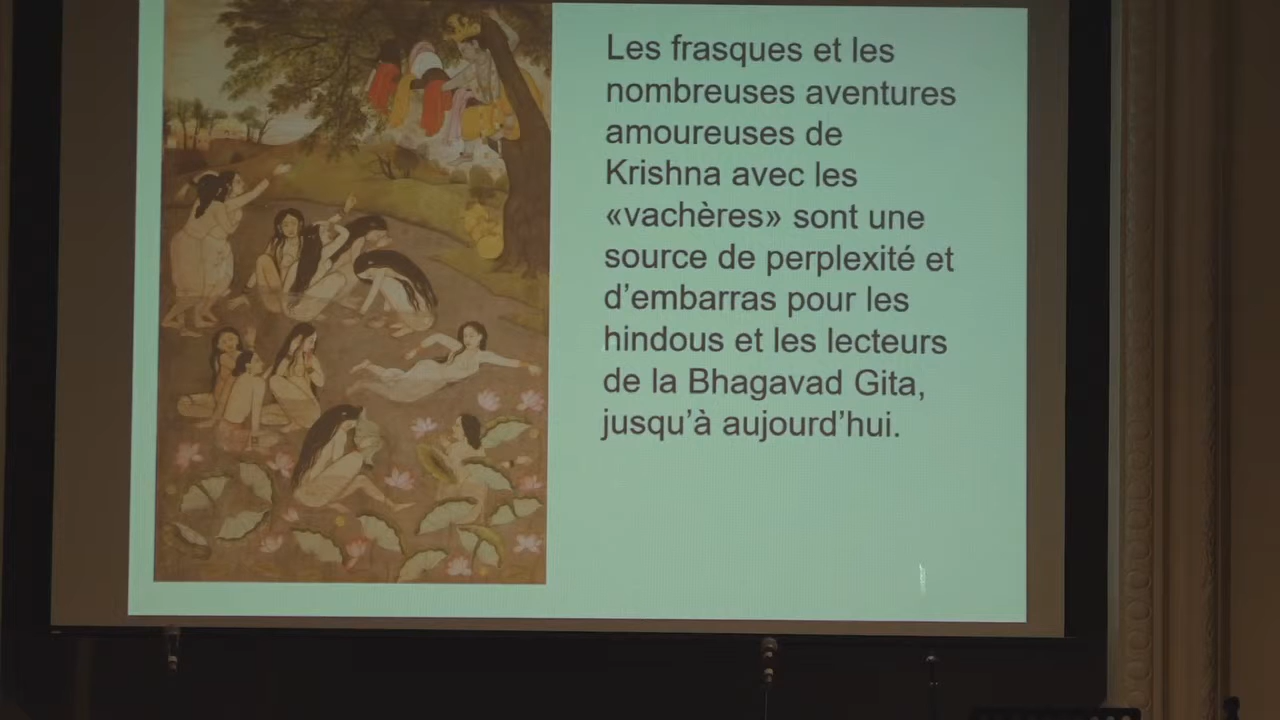 Les frasques et les
nombreuses aventures
amoureuses de
Krishna avec les
«vachères» sont une
source de perplexité et
d’embarras pour les
hindous et les lecteurs
de la Bhagavad Gita,
jusqu’à aujourd’hui.